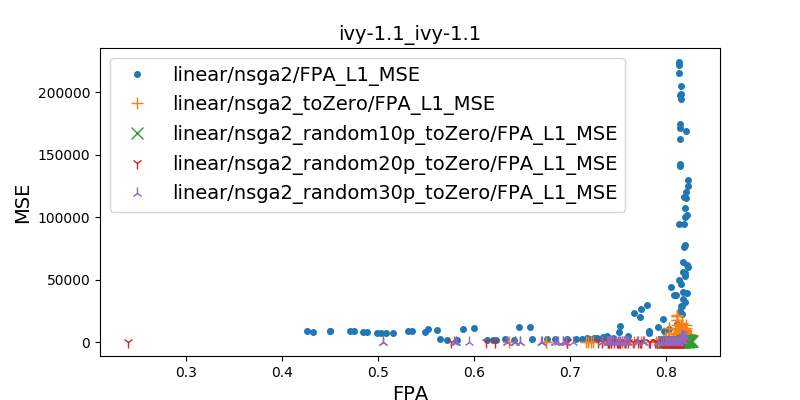 ivy-1.1_ivy-1.1
linear/nsga2/FPA_L1_MSE
linear/nsga2_toZero/FPA_L1_MSE
linear/nsga2_random10p_toZero/FPA_L1_MSE
linear/nsga2_random20p_toZero/FPA_L1_MSE
linear/nsga2_random30p_toZero/FPA_L1_MSE
MSE
200000
150000
100000
50000
0
0.3 0.4 0.5 0.6 0.7 0.8
FPA